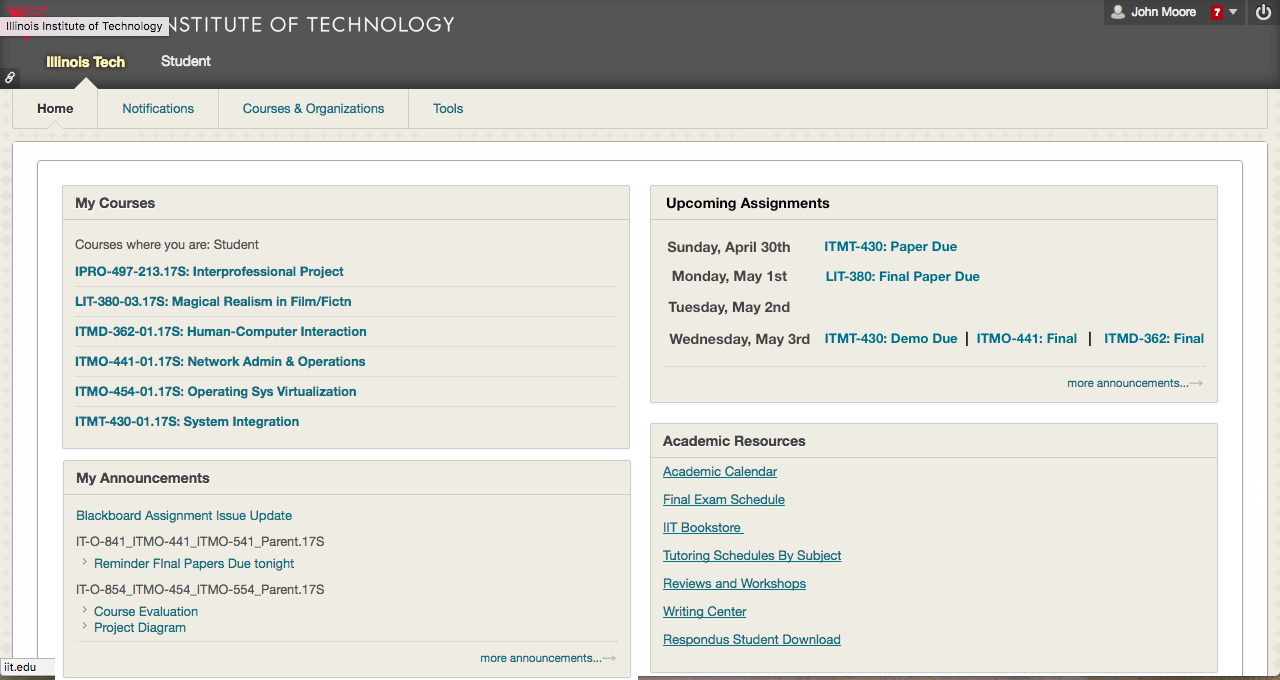 Illinois Institute of Technology
NSTITUTE OF TECHNOLOGY
John Moore 7
Illinois Tech Student
Home Notifications Courses & Organizations Tools
My Courses
Courses where you are: Student
IPRO-497-213.17S: Interprofessional Project
LIT-380-03.17S: Magical Realism in Film/Fictn
ITMD-362-01.17S: Human-Computer Interaction
ITMO-441-01.17S: Network Admin & Operations
ITMO-454-01.17S: Operating Sys Virtualization
ITMT-430-01.17S: System Integration
My Announcements
Blackboard Assignment Issue Update
IT-O-841_ITMO-441_ITMO-541_Parent.17S
Reminder FInal Papers Due tonight
IT-O-854_ITMO-454_ITMO-554_Parent.17S
Course Evaluation
Project Diagram
more announcements...→
Upcoming Assignments
Sunday, April 30th ITMT-430: Paper Due
Monday, May 1st LIT-380: Final Paper Due
Tuesday, May 2nd
Wednesday, May 3rd ITMT-430: Demo Due | ITMO-441: Final | ITMD-362: Final
more announcements...→
Academic Resources
Academic Calendar
Final Exam Schedule
IIT Bookstore
Tutoring Schedules By Subject
Reviews and Workshops
Writing Center
Respondus Student Download
iit.edu